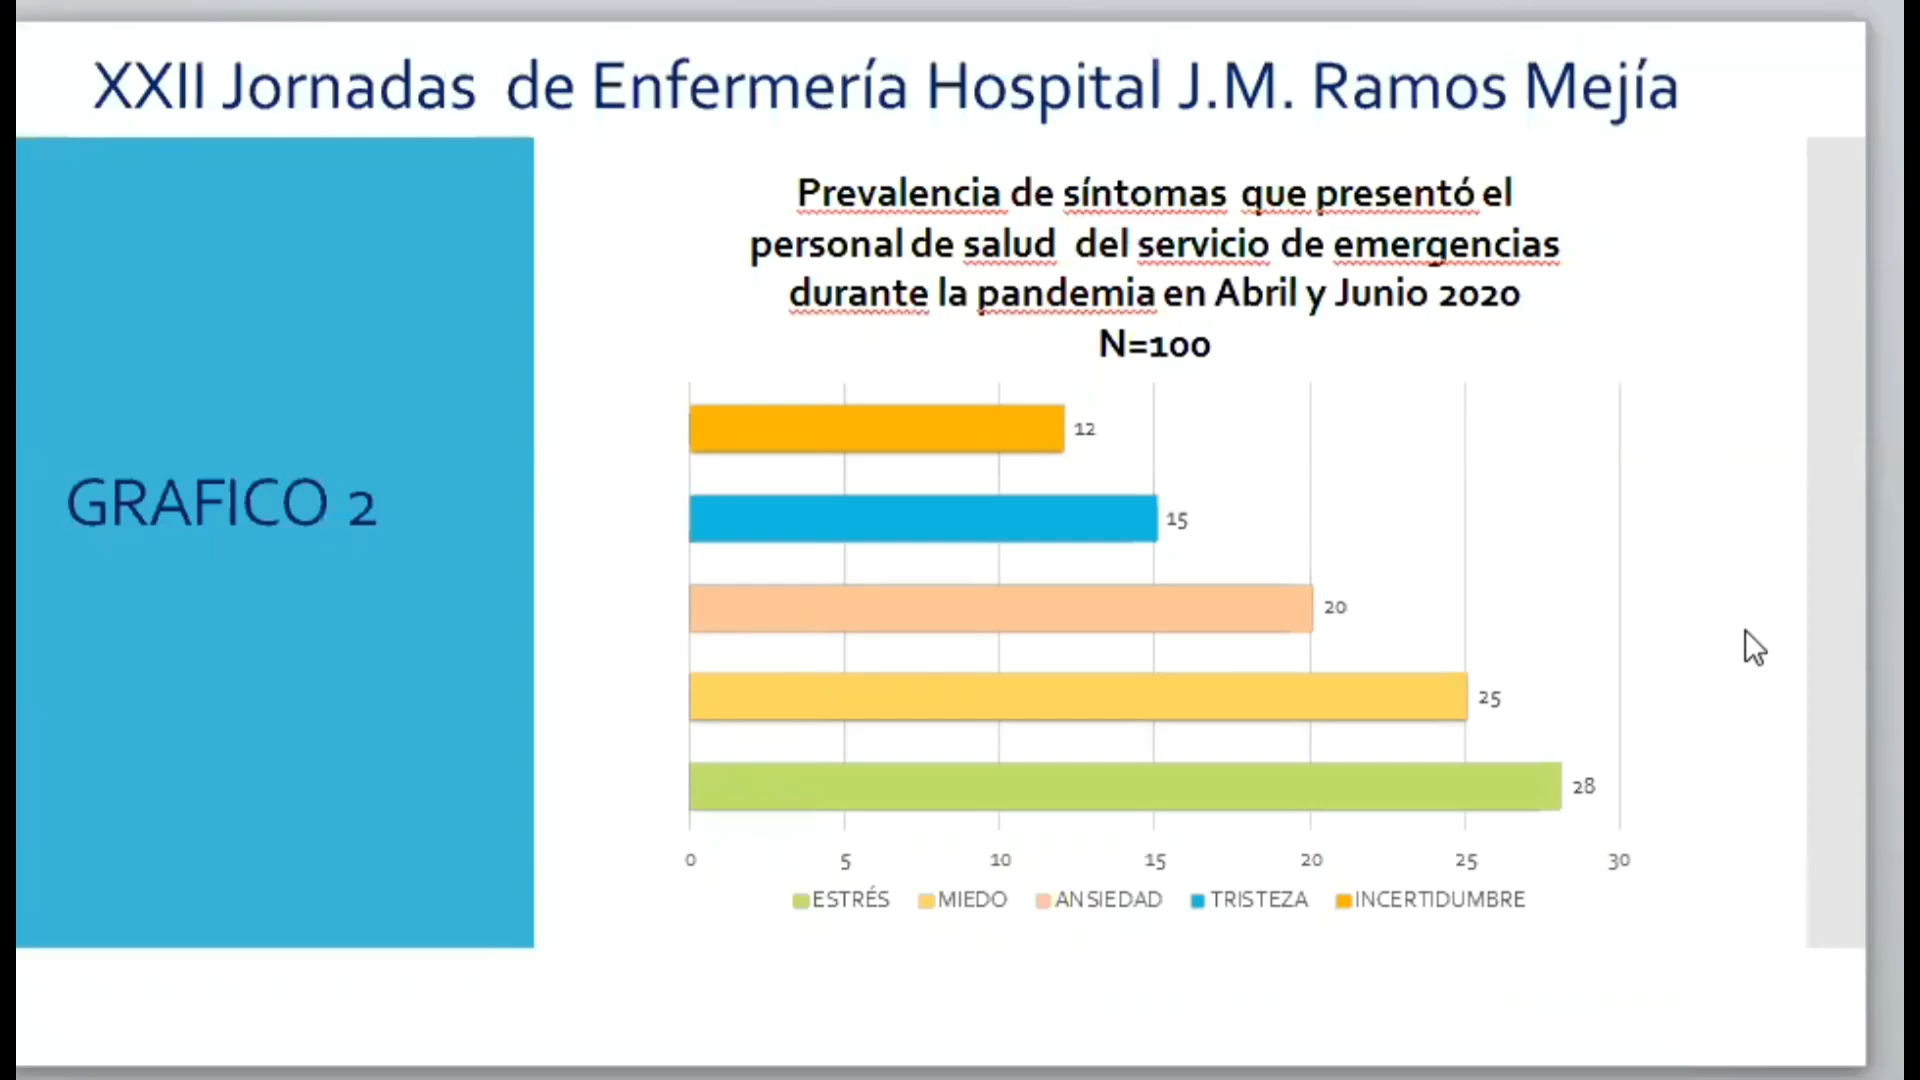 XXII Jornadas de Enfermería Hospital J.M. Ramos Mejía
GRAFICO 2
Prevalencia de síntomas que presentó el
personal de salud del servicio de emergencias
durante la pandemia en Abril y Junio 2020
N=100
12
15
20
25
28
0 5 10 15 20 25 30
ESTRÉS MIEDO ANSIEDAD TRISTEZA INCERTIDUMBRE